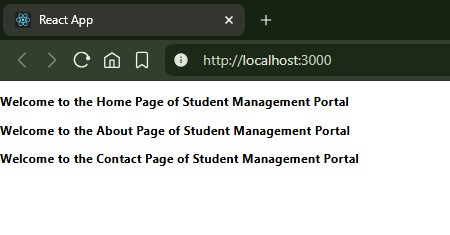 React App
http://localhost:3000
Welcome to the Home Page of Student Management Portal
Welcome to the About Page of Student Management Portal
Welcome to the Contact Page of Student Management Portal